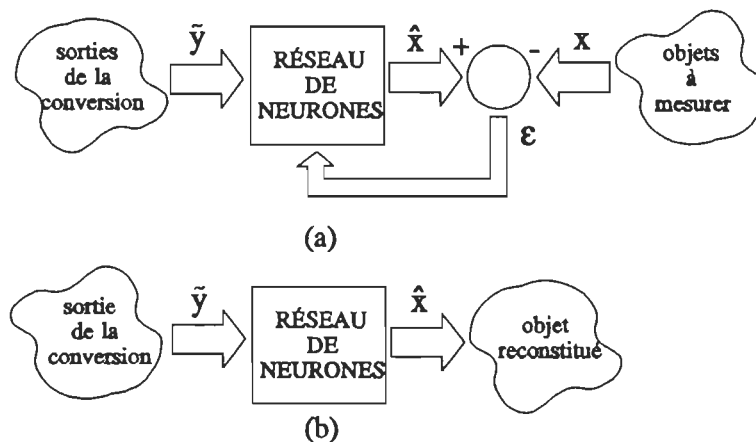 sorties
de la
conversion
ỹ
RÉSEAU
DE
NEURONES
x̂
+
-
x
objets
à
mesurer
ε
(a)
sortie
de la
conversion
ỹ
RÉSEAU
DE
NEURONES
x̂
objet
reconstitué
(b)